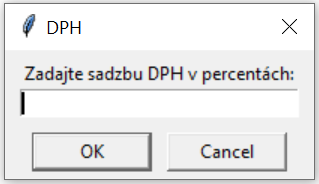 DPH
Zadajte sadzbu DPH v percentách:
OK
Cancel